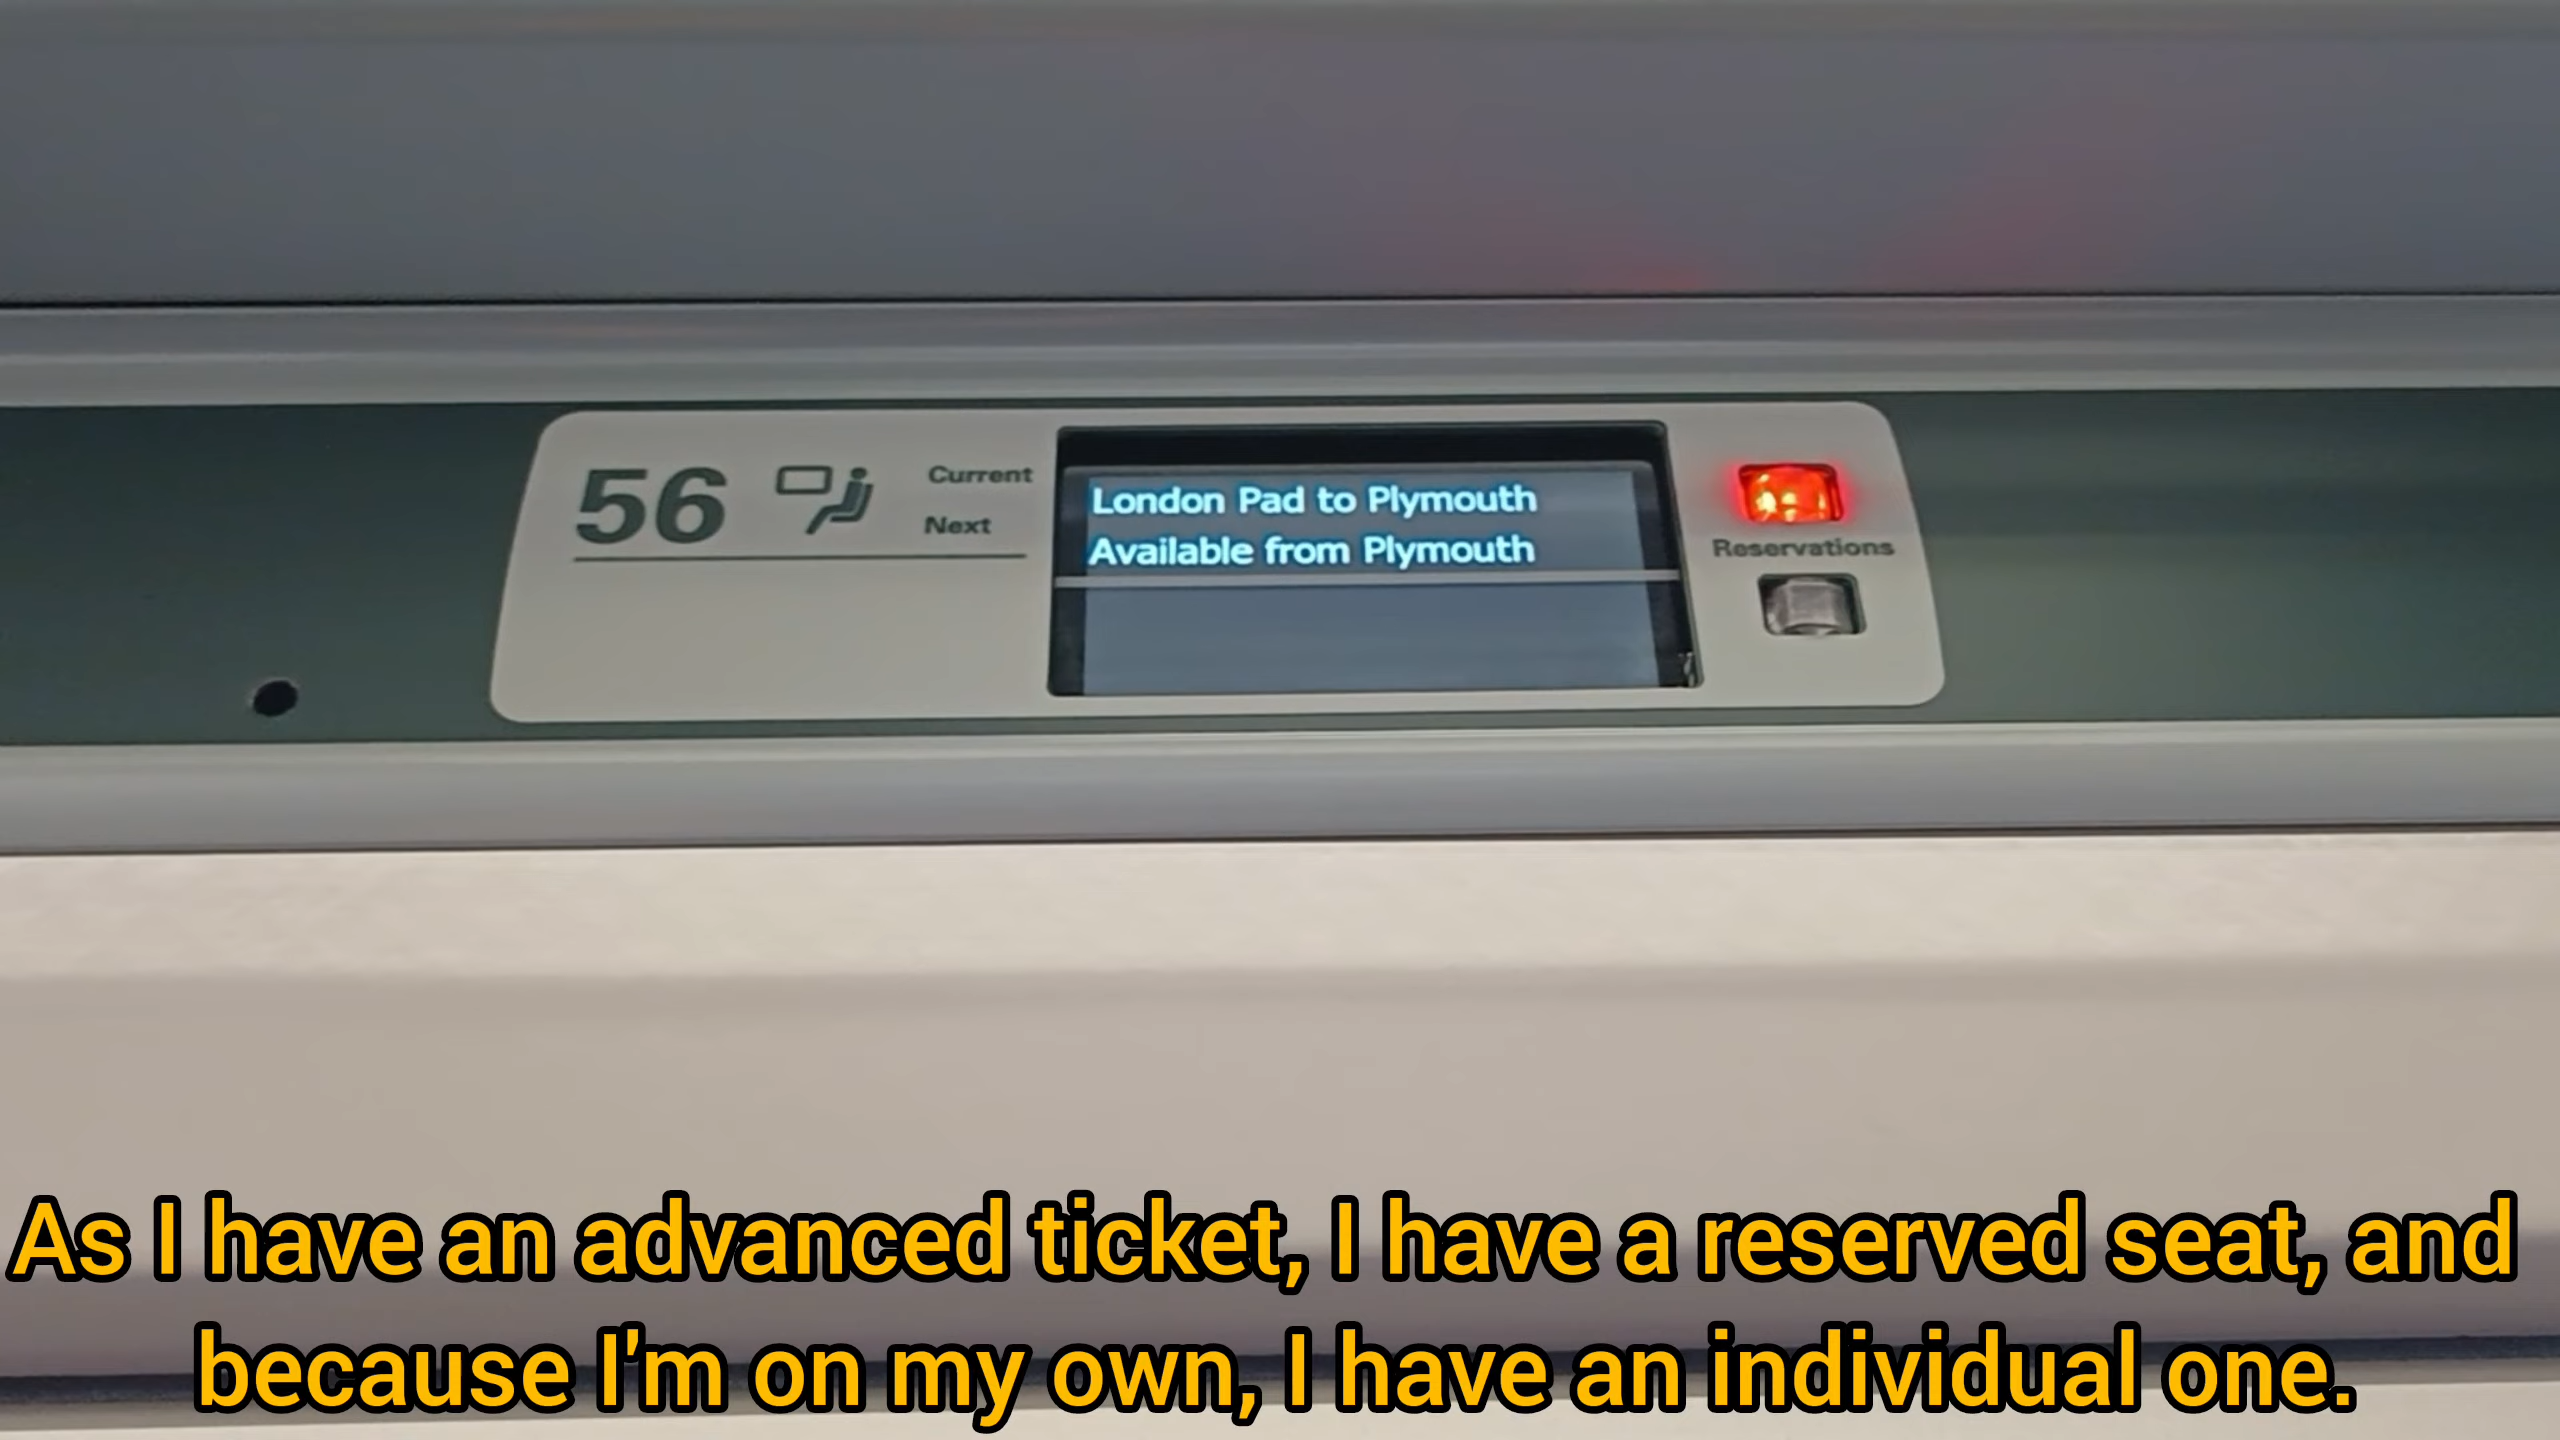 56
Current
Next
London Pad to Plymouth
Available from Plymouth
Reservations
As I have an advanced ticket, I have a reserved seat, and
because I'm on my own, I have an individual one.